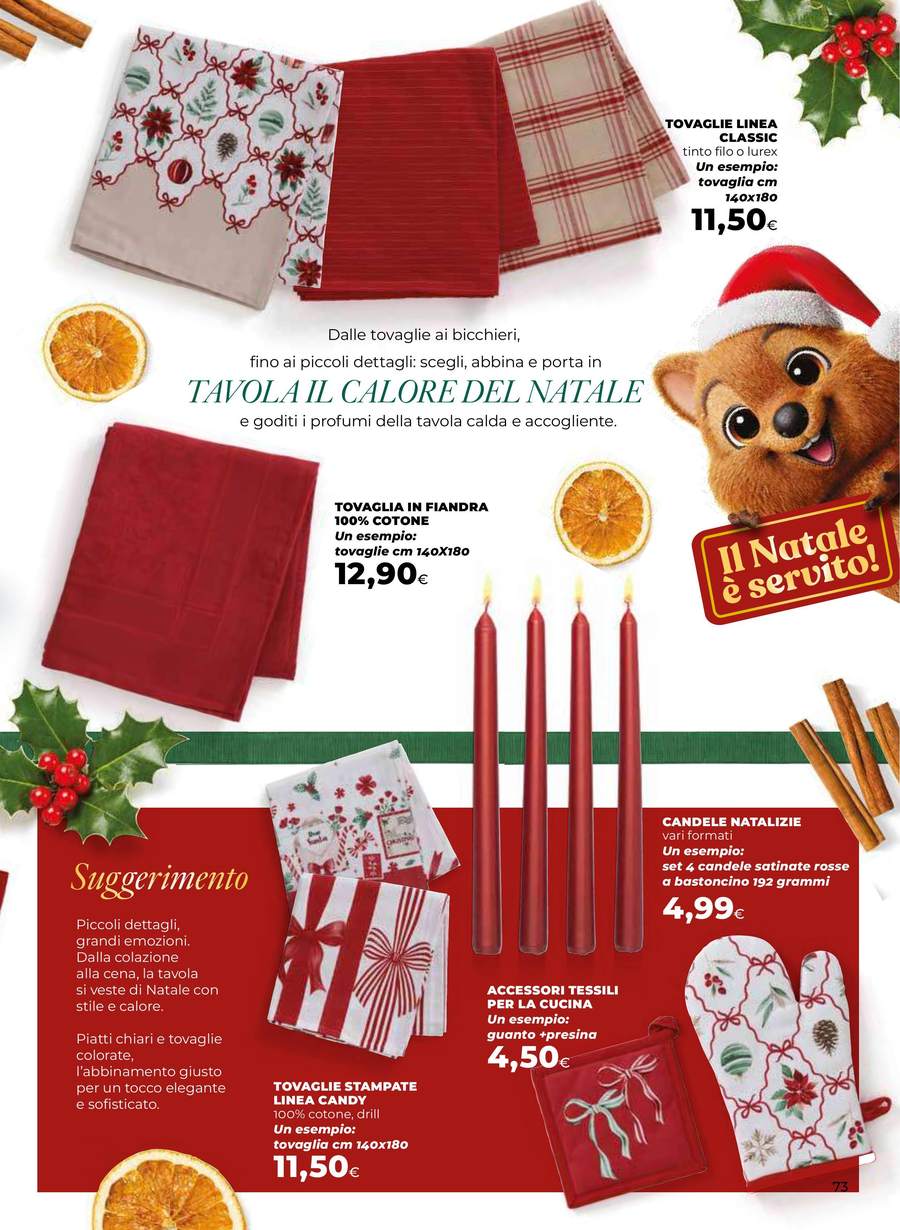 TOVAGLIE LINEA
CLASSIC
tinto filo o lurex
Un esempio:
tovaglia cm
140x180
11,50€
Dalle tovaglie ai bicchieri,
fino ai piccoli dettagli: scegli, abbina e porta in
TAVOLA IL CALORE DEL NATALE
e goditi i profumi della tavola calda e accogliente.
TOVAGLIA IN FIANDRA
100% COTONE
Un esempio:
tovaglie cm 140X180
12,90€
Il Natale
è servito!
CANDELE NATALIZIE
vari formati
Un esempio:
set 4 candele satinate rosse
a bastoncino 192 grammi
4,99€
Suggerimento
Piccoli dettagli,
grandi emozioni.
Dalla colazione
alla cena, la tavola
si veste di Natale con
stile e calore.
Piatti chiari e tovaglie
colorate,
l'abbinamento giusto
per un tocco elegante
e sofisticato.
ACCESSORI TESSILI
PER LA CUCINA
Un esempio:
guanto +presina
4,50€
TOVAGLIE STAMPATE
LINEA CANDY
100% cotone, drill
Un esempio:
tovaglia cm 140x180
11,50€
73